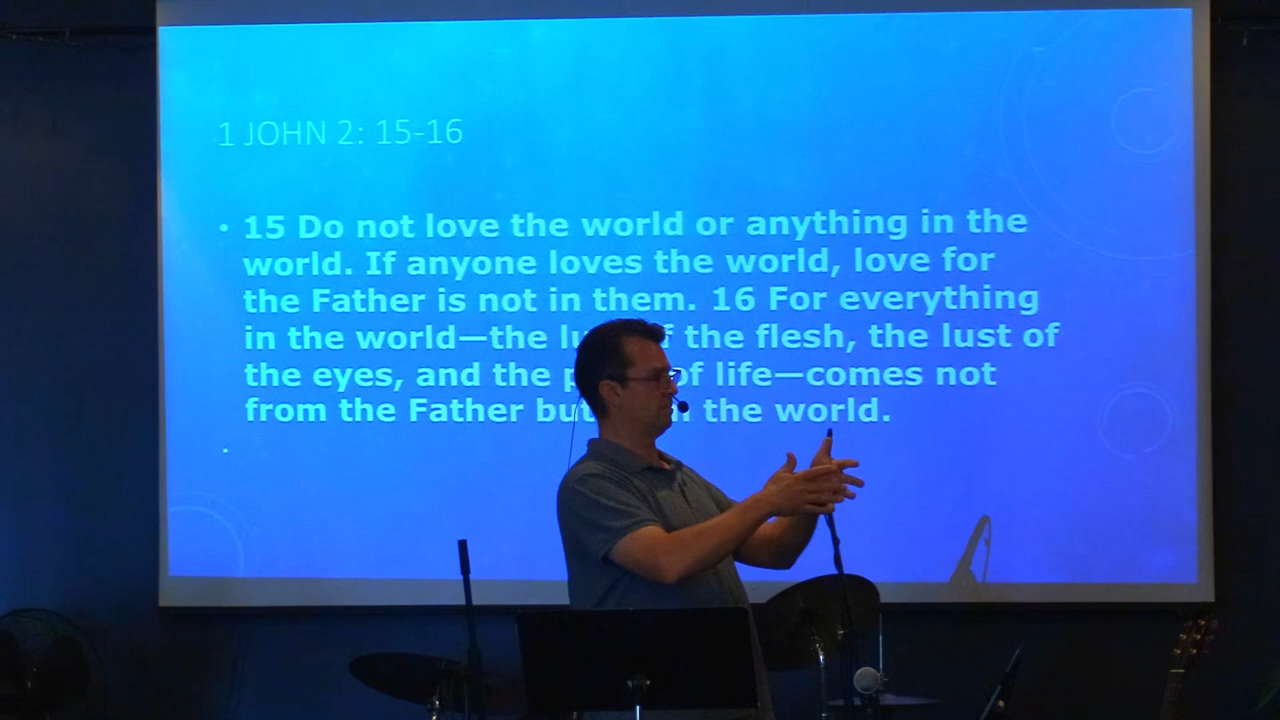 1 JOHN 2: 15-16
• 15 Do not love the world or anything in the
world. If anyone loves the world, love for
the Father is not in them. 16 For everything
in the world—the lu f the flesh, the lust of
the eyes, and the p of life—comes not
from the Father but m the world.